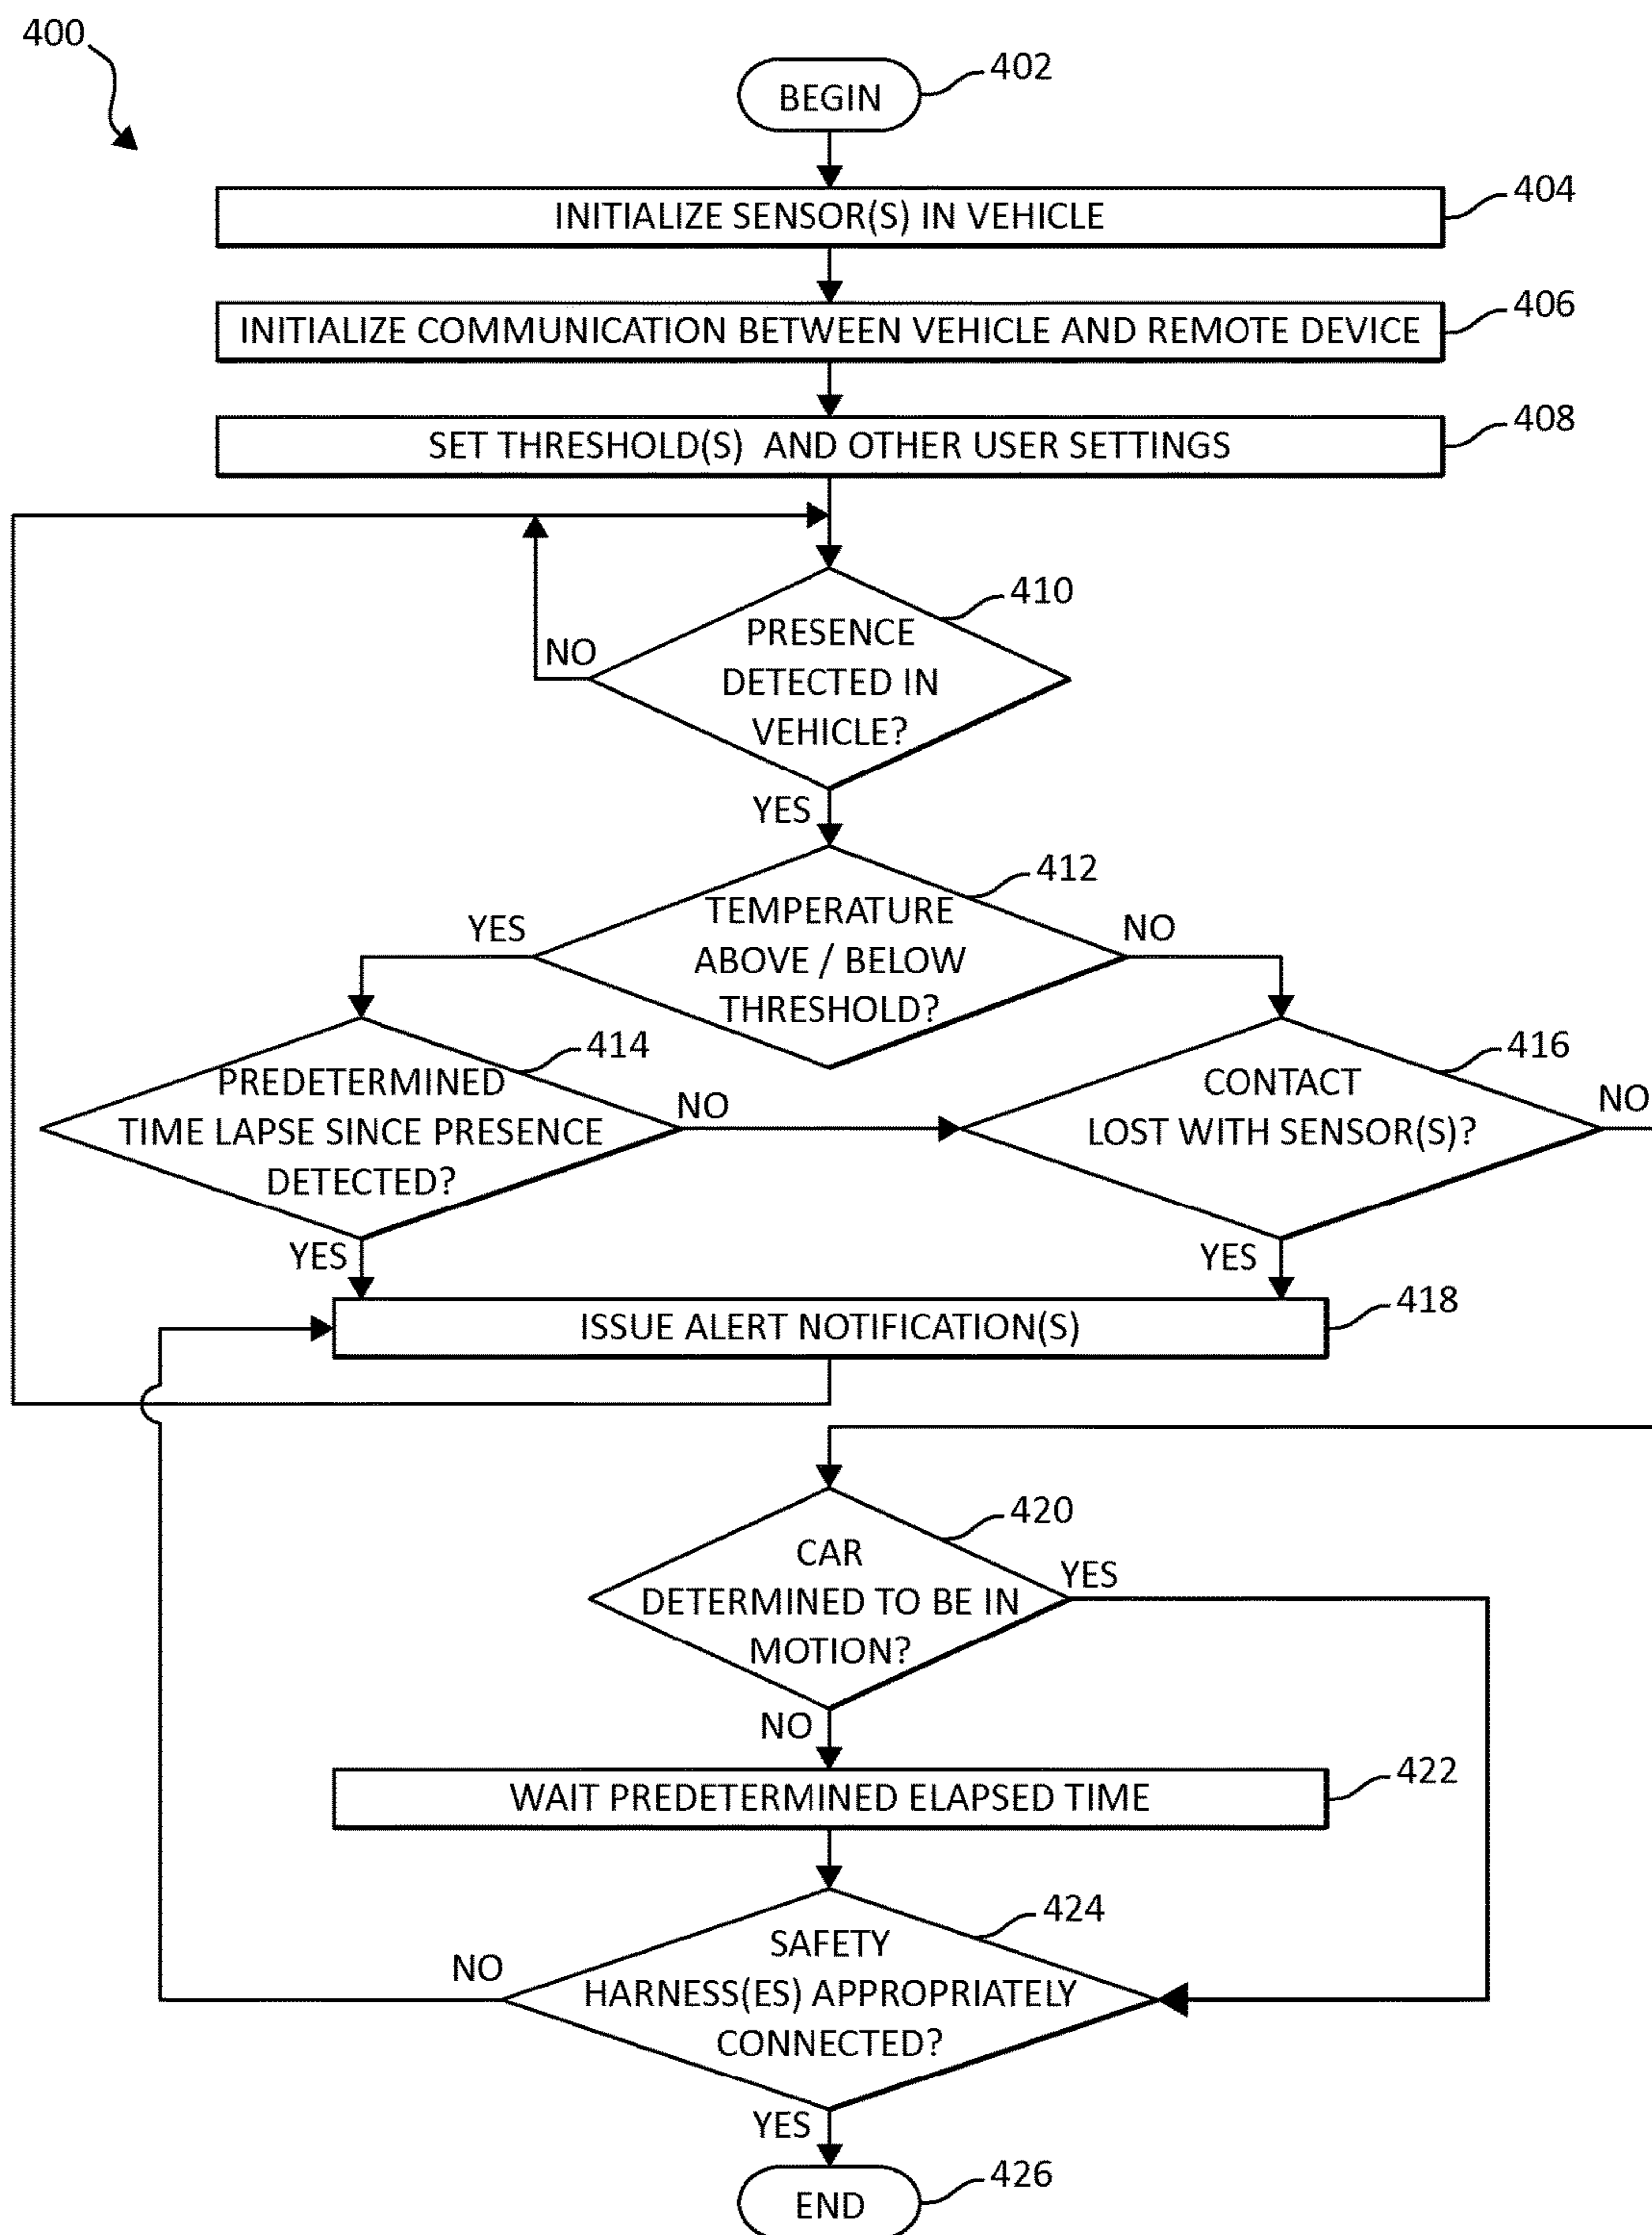 400
BEGIN
402
INITIALIZE SENSOR(S) IN VEHICLE
404
INITIALIZE COMMUNICATION BETWEEN VEHICLE AND REMOTE DEVICE
406
SET THRESHOLD(S) AND OTHER USER SETTINGS
408
410
PRESENCE
DETECTED IN
VEHICLE?
NO
YES
412
TEMPERATURE
ABOVE / BELOW
THRESHOLD?
YES
NO
414
PREDETERMINED
TIME LAPSE SINCE PRESENCE
DETECTED?
NO
YES
416
CONTACT
LOST WITH SENSOR(S)?
NO
YES
ISSUE ALERT NOTIFICATION(S)
418
420
CAR
DETERMINED TO BE IN
MOTION?
YES
NO
WAIT PREDETERMINED ELAPSED TIME
422
424
SAFETY
HARNESS(ES) APPROPRIATELY
CONNECTED?
NO
YES
END
426